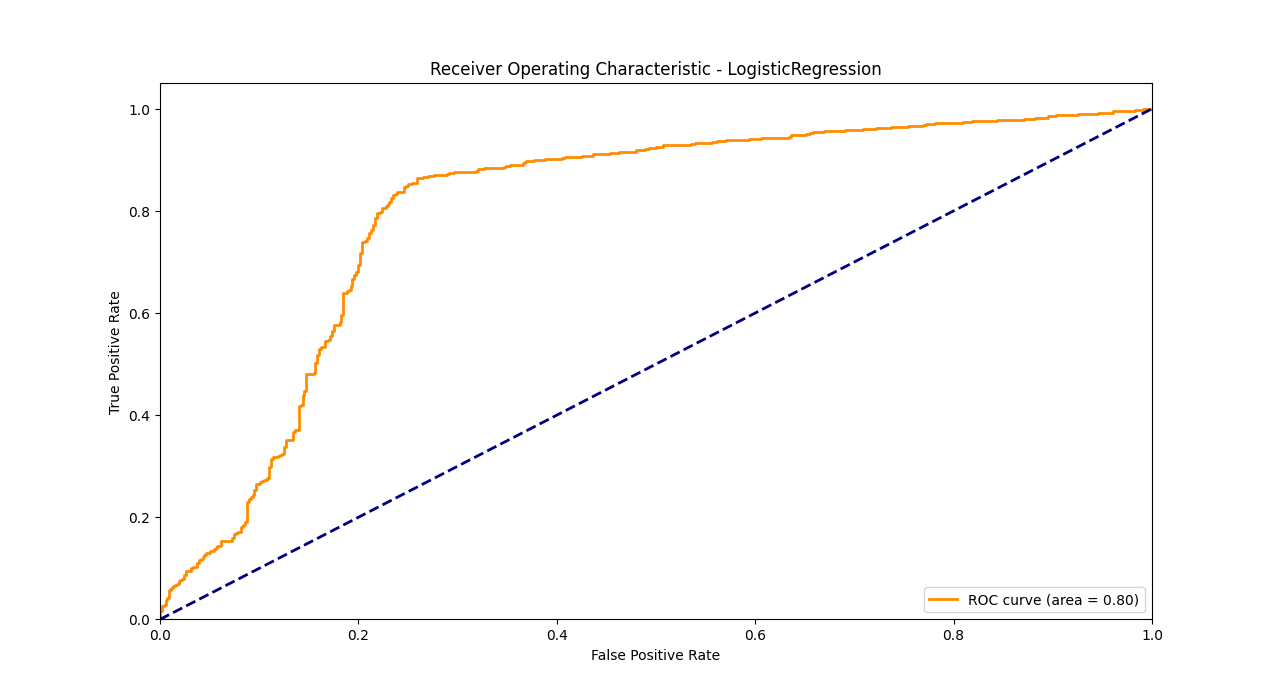 Receiver Operating Characteristic - LogisticRegression
1.0
0.8
0.6
0.4
0.2
0.0
True Positive Rate
ROC curve (area = 0.80)
0.0 0.2 0.4 0.6 0.8 1.0
False Positive Rate